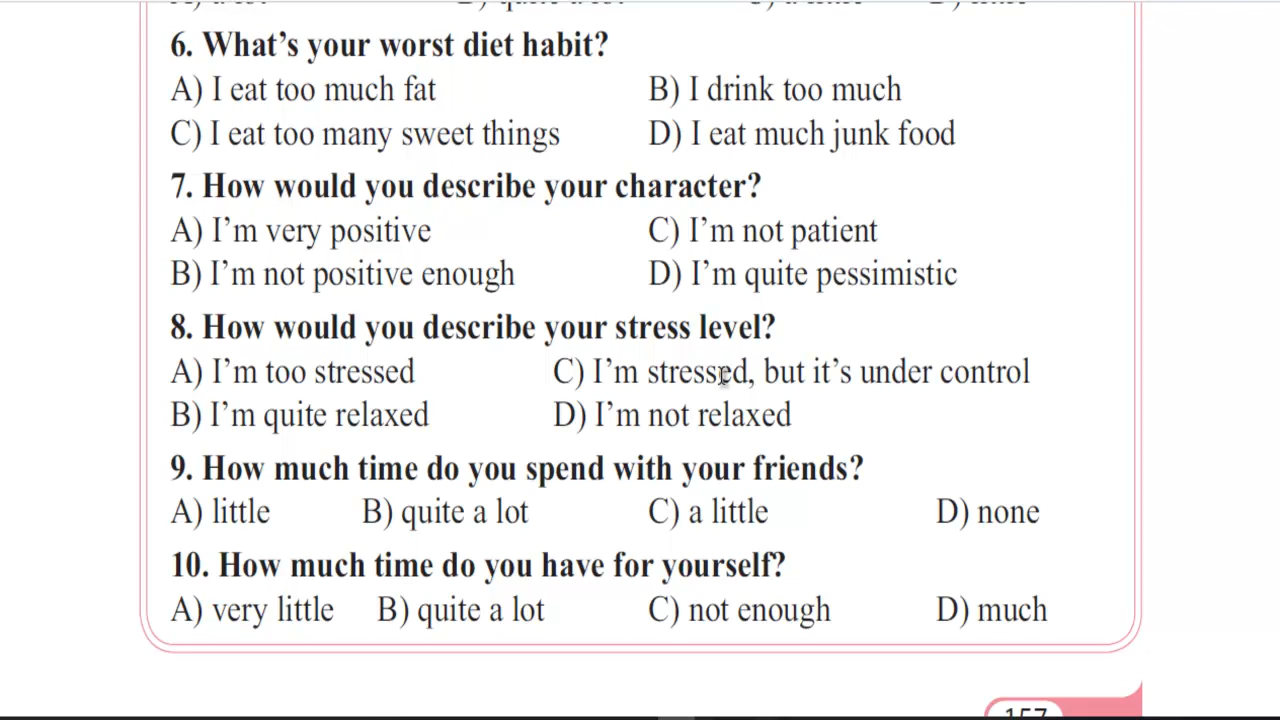 6. What's your worst diet habit?
A) I eat too much fat B) I drink too much
C) I eat too many sweet things D) I eat much junk food
7. How would you describe your character?
A) I'm very positive C) I'm not patient
B) I'm not positive enough D) I'm quite pessimistic
8. How would you describe your stress level?
A) I'm too stressed C) I'm stressed, but it's under control
B) I'm quite relaxed D) I'm not relaxed
9. How much time do you spend with your friends?
A) little B) quite a lot C) a little D) none
10. How much time do you have for yourself?
A) very little B) quite a lot C) not enough D) much
157